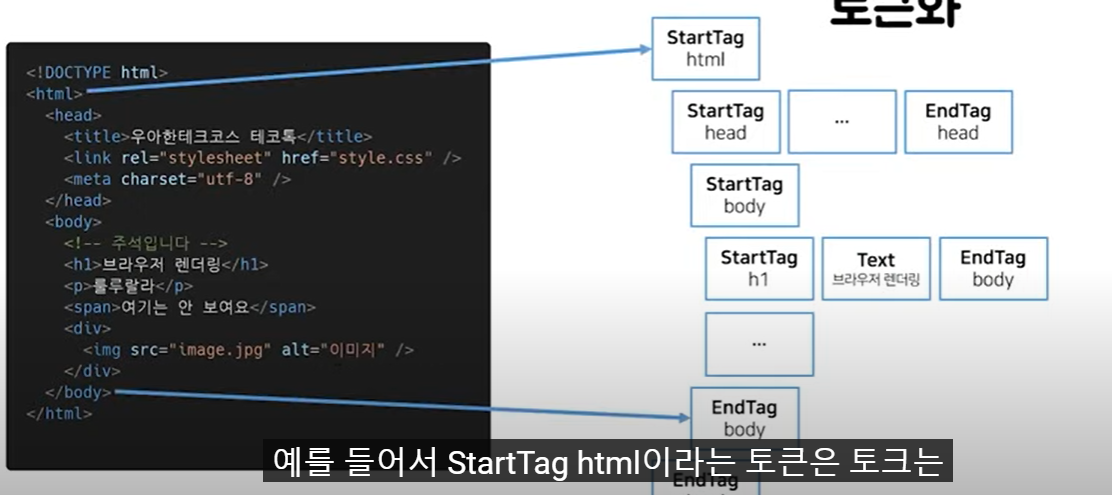 토큰화
<!DOCTYPE html>
<html>
<head>
<title>우아한테크코스 테코톡</title>
<link rel="stylesheet" href="style.css" />
<meta charset="utf-8" />
</head>
<body>
<!-- 주석입니다 -->
<h1>브라우저 렌더링</h1>
<p>룰루랄라</p>
<span>여기는 안 보여요</span>
<div>
<img src="image.jpg" alt="이미지" />
</div>
</body>
</html>
StartTag
html
StartTag
head
...
EndTag
head
StartTag
body
StartTag
h1
Text
브라우저 렌더링
EndTag
body
...
EndTag
body
EndTag
예를 들어서 StartTag html이라는 토큰은 토크는